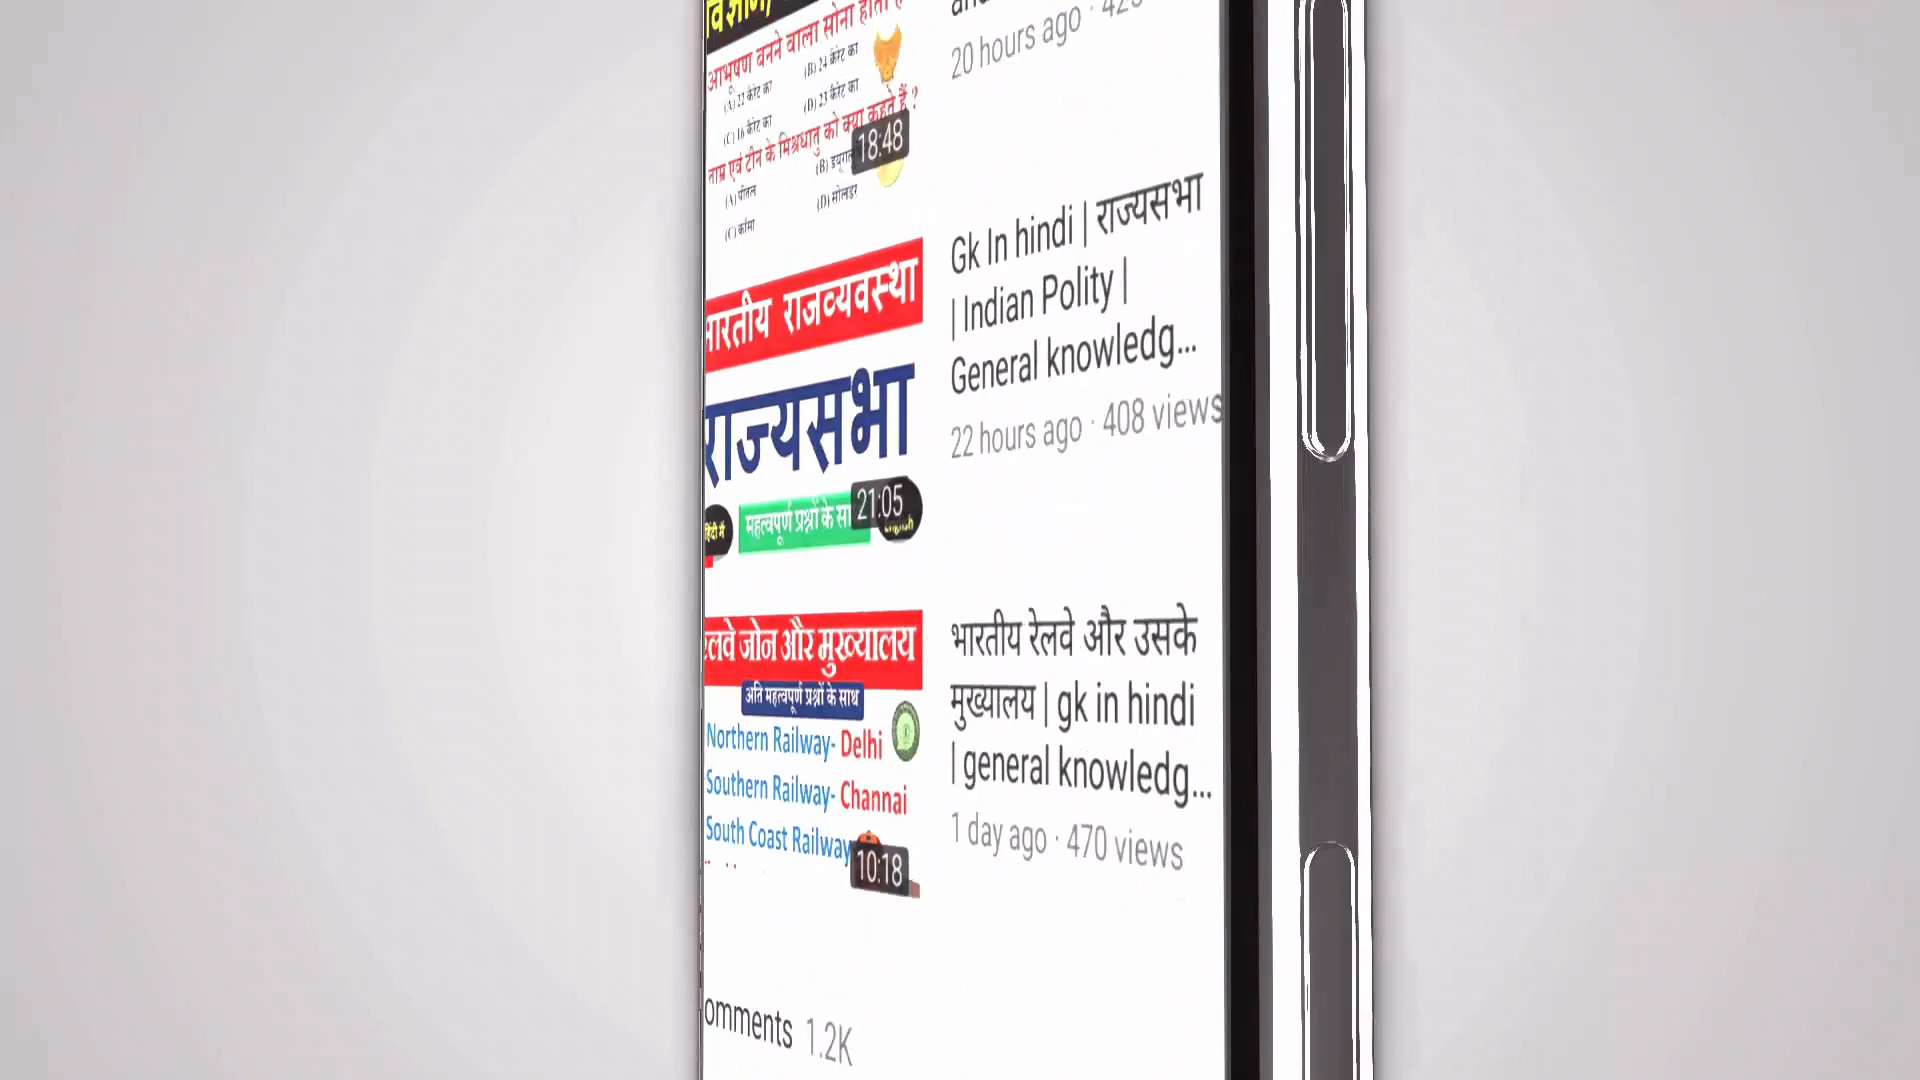 विज्ञान,
आभूषण बनने वाला सोना होता है
(A) 22 कैरेट का
(B) 24 कैरेट का
(C) 16 कैरेट का
(D) 23 कैरेट का
ताम्र एवं टीन के मिश्रधातु को क्या कहते हैं ?
(A) पीतल
(C) काँसा
(D) सोल्डर
18:48
20 hours ago ·
भारतीय राजव्यवस्था
राज्यसभा
हिंदी में
महत्वपूर्ण प्रश्नों के सा
English
21:05
Gk In hindi | राज्यसभा
| Indian Polity |
General knowledg...
22 hours ago · 408 views
रेलवे जोन और मुख्यालय
अति महत्वपूर्ण प्रश्नों के साथ
Northern Railway- Delhi
Southern Railway- Channai
South Coast Railway
10:18
भारतीय रेलवे और उसके
मुख्यालय | gk in hindi
| general knowledg...
1 day ago · 470 views
omments 1.2K